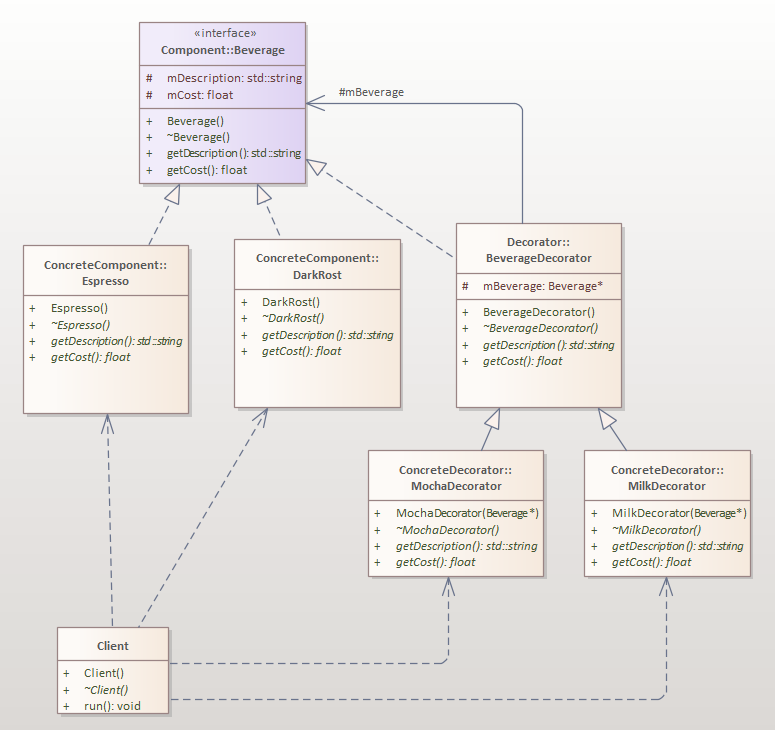 «interface»
Component::Beverage
# mDescription: std::string
# mCost: float
+ Beverage()
+ ~Beverage()
+ getDescription(): std::string
+ getCost(): float
#mBeverage
Decorator::
BeverageDecorator
# mBeverage: Beverage*
+ BeverageDecorator()
+ ~BeverageDecorator()
+ getDescription(): std::string
+ getCost(): float
ConcreteComponent::
Espresso
+ Espresso()
+ ~Espresso()
+ getDescription(): std::string
+ getCost(): float
ConcreteComponent::
DarkRost
+ DarkRost()
+ ~DarkRost()
+ getDescription(): std::string
+ getCost(): float
ConcreteDecorator::
MochaDecorator
+ MochaDecorator(Beverage*)
+ ~MochaDecorator()
+ getDescription(): std::string
+ getCost(): float
ConcreteDecorator::
MilkDecorator
+ MilkDecorator(Beverage*)
+ ~MilkDecorator()
+ getDescription(): std::string
+ getCost(): float
Client
+ Client()
+ ~Client()
+ run(): void